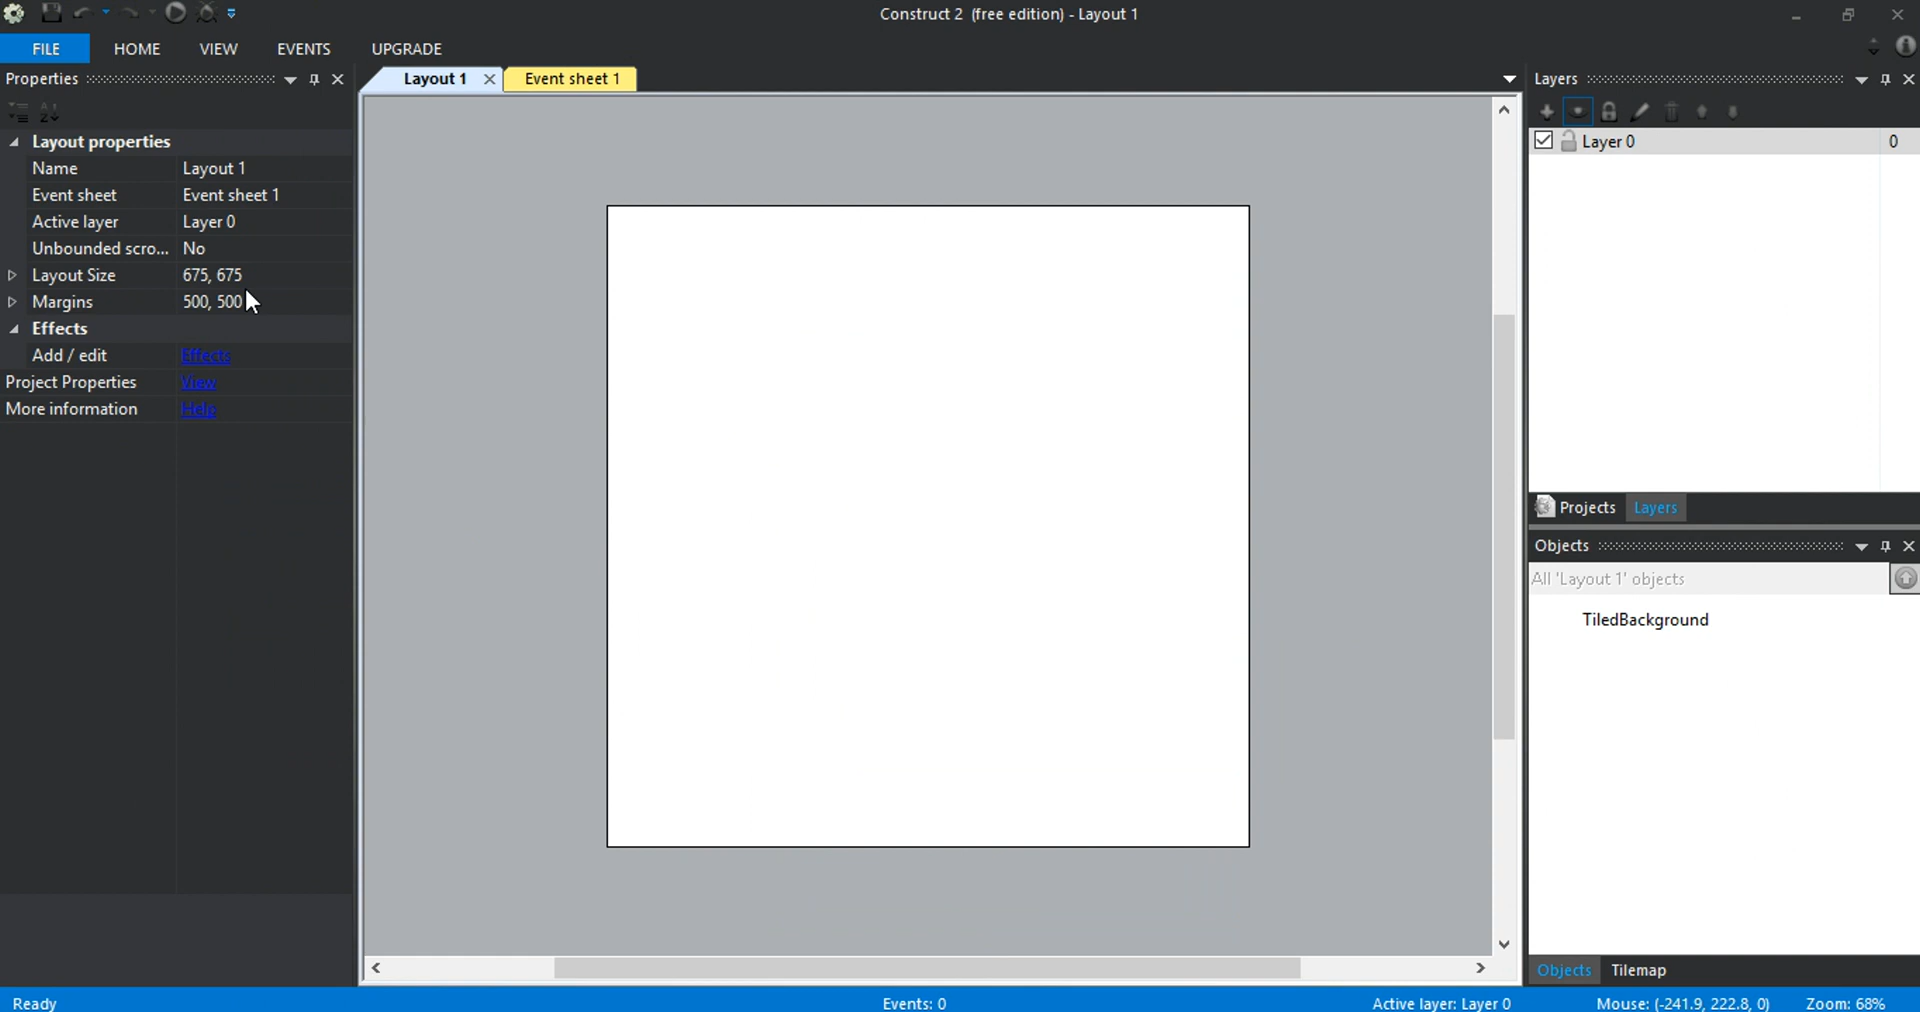 Construct 2 (free edition) - Layout 1
FILE HOME VIEW EVENTS UPGRADE
Properties
Layout properties
Name Layout 1
Event sheet Event sheet 1
Active layer Layer 0
Unbounded scro... No
Layout Size 675, 675
Margins 500, 500
Effects
Add / edit Effects
Project Properties View
More information Help
Layout 1 Event sheet 1
Layers
Layer 0 0
Projects Layers
Objects
All 'Layout 1' objects
TiledBackground
Objects Tilemap
Ready Events: 0 Active layer: Layer 0 Mouse: (-241.9, 222.8, 0) Zoom: 68%